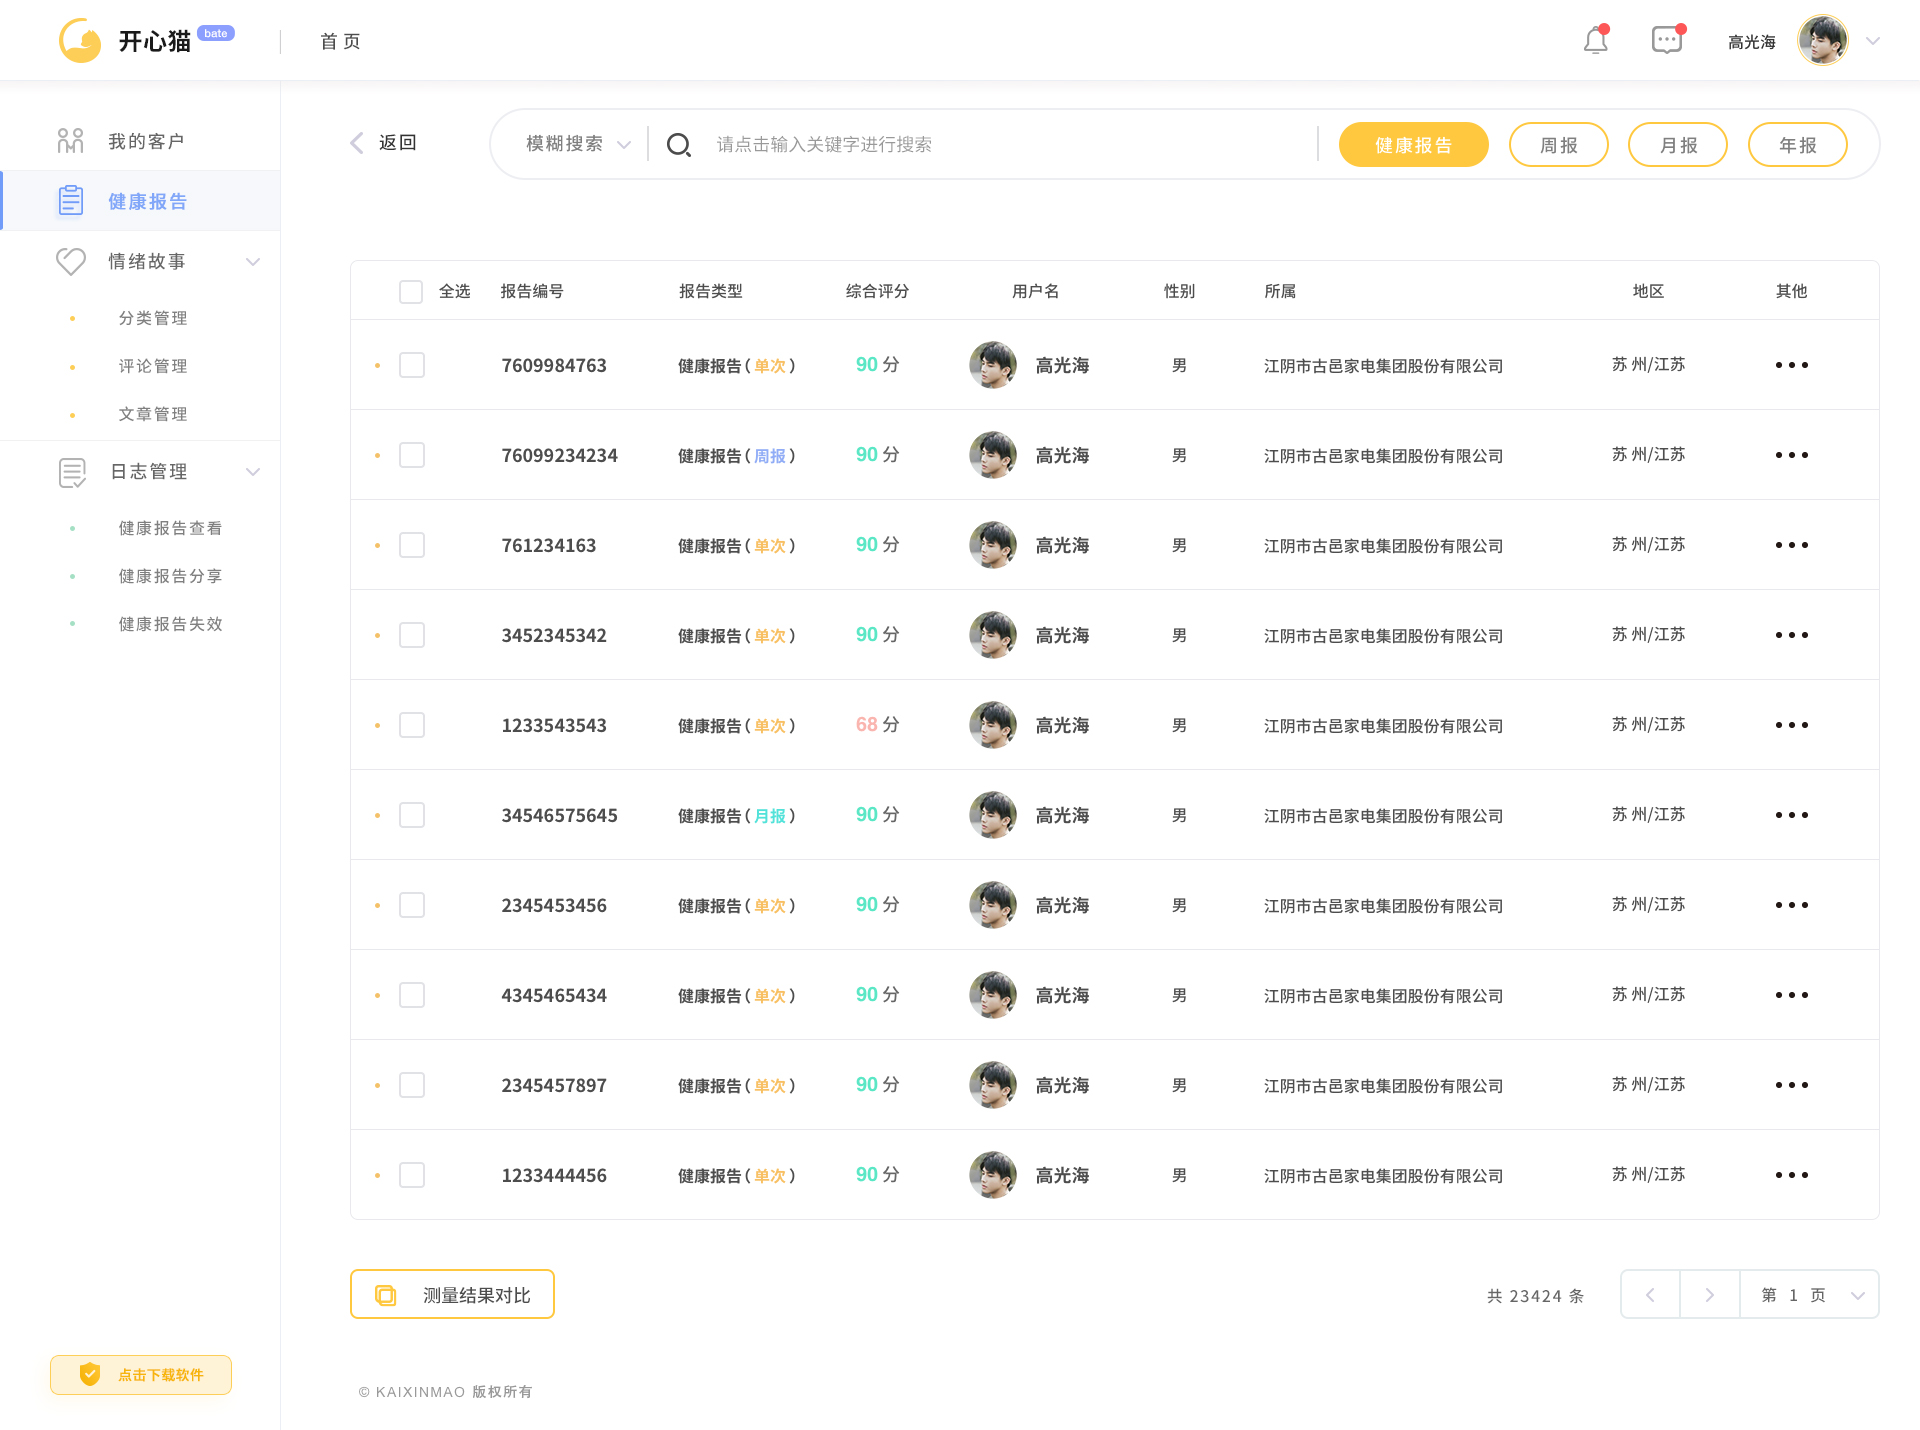 开心猫 bate 首 页 高光海
我的客户
健康报告
情绪故事
分类管理
评论管理
文章管理
日志管理
健康报告查看
健康报告分享
健康报告失效
点击下载软件
返回 模糊搜索 请点击输入关键字进行搜索 健康报告 周报 月报 年报
全选 报告编号 报告类型 综合评分 用户名 性别 所属 地区 其他
7609984763 健康报告(单次) 90 分 高光海 男 江阴市古邑家电集团股份有限公司 苏 州/江苏
76099234234 健康报告(周报) 90 分 高光海 男 江阴市古邑家电集团股份有限公司 苏 州/江苏
761234163 健康报告(单次) 90 分 高光海 男 江阴市古邑家电集团股份有限公司 苏 州/江苏
3452345342 健康报告(单次) 90 分 高光海 男 江阴市古邑家电集团股份有限公司 苏 州/江苏
1233543543 健康报告(单次) 68 分 高光海 男 江阴市古邑家电集团股份有限公司 苏 州/江苏
34546575645 健康报告(月报) 90 分 高光海 男 江阴市古邑家电集团股份有限公司 苏 州/江苏
2345453456 健康报告(单次) 90 分 高光海 男 江阴市古邑家电集团股份有限公司 苏 州/江苏
4345465434 健康报告(单次) 90 分 高光海 男 江阴市古邑家电集团股份有限公司 苏 州/江苏
2345457897 健康报告(单次) 90 分 高光海 男 江阴市古邑家电集团股份有限公司 苏 州/江苏
1233444456 健康报告(单次) 90 分 高光海 男 江阴市古邑家电集团股份有限公司 苏 州/江苏
测量结果对比 共 23424 条 第 1 页
© KAIXINMAO 版权所有